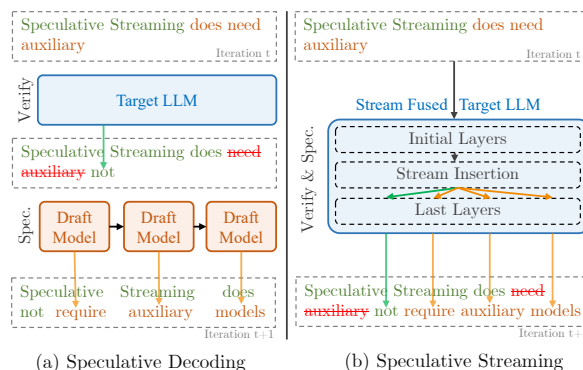 Speculative Streaming does need
auxiliary
Iteration t
Verify
Target LLM
Speculative Streaming does need
auxiliary not
Spec.
Draft Model
Draft Model
Draft Model
Speculative Streaming does
not require auxiliary models
Iteration t+1
(a) Speculative Decoding
Speculative Streaming does need
auxiliary
Iteration t
Stream Fused Target LLM
Verify & Spec.
Initial Layers
Stream Insertion
Last Layers
Speculative Streaming does need
auxiliary not require auxiliary models
Iteration t+
(b) Speculative Streaming